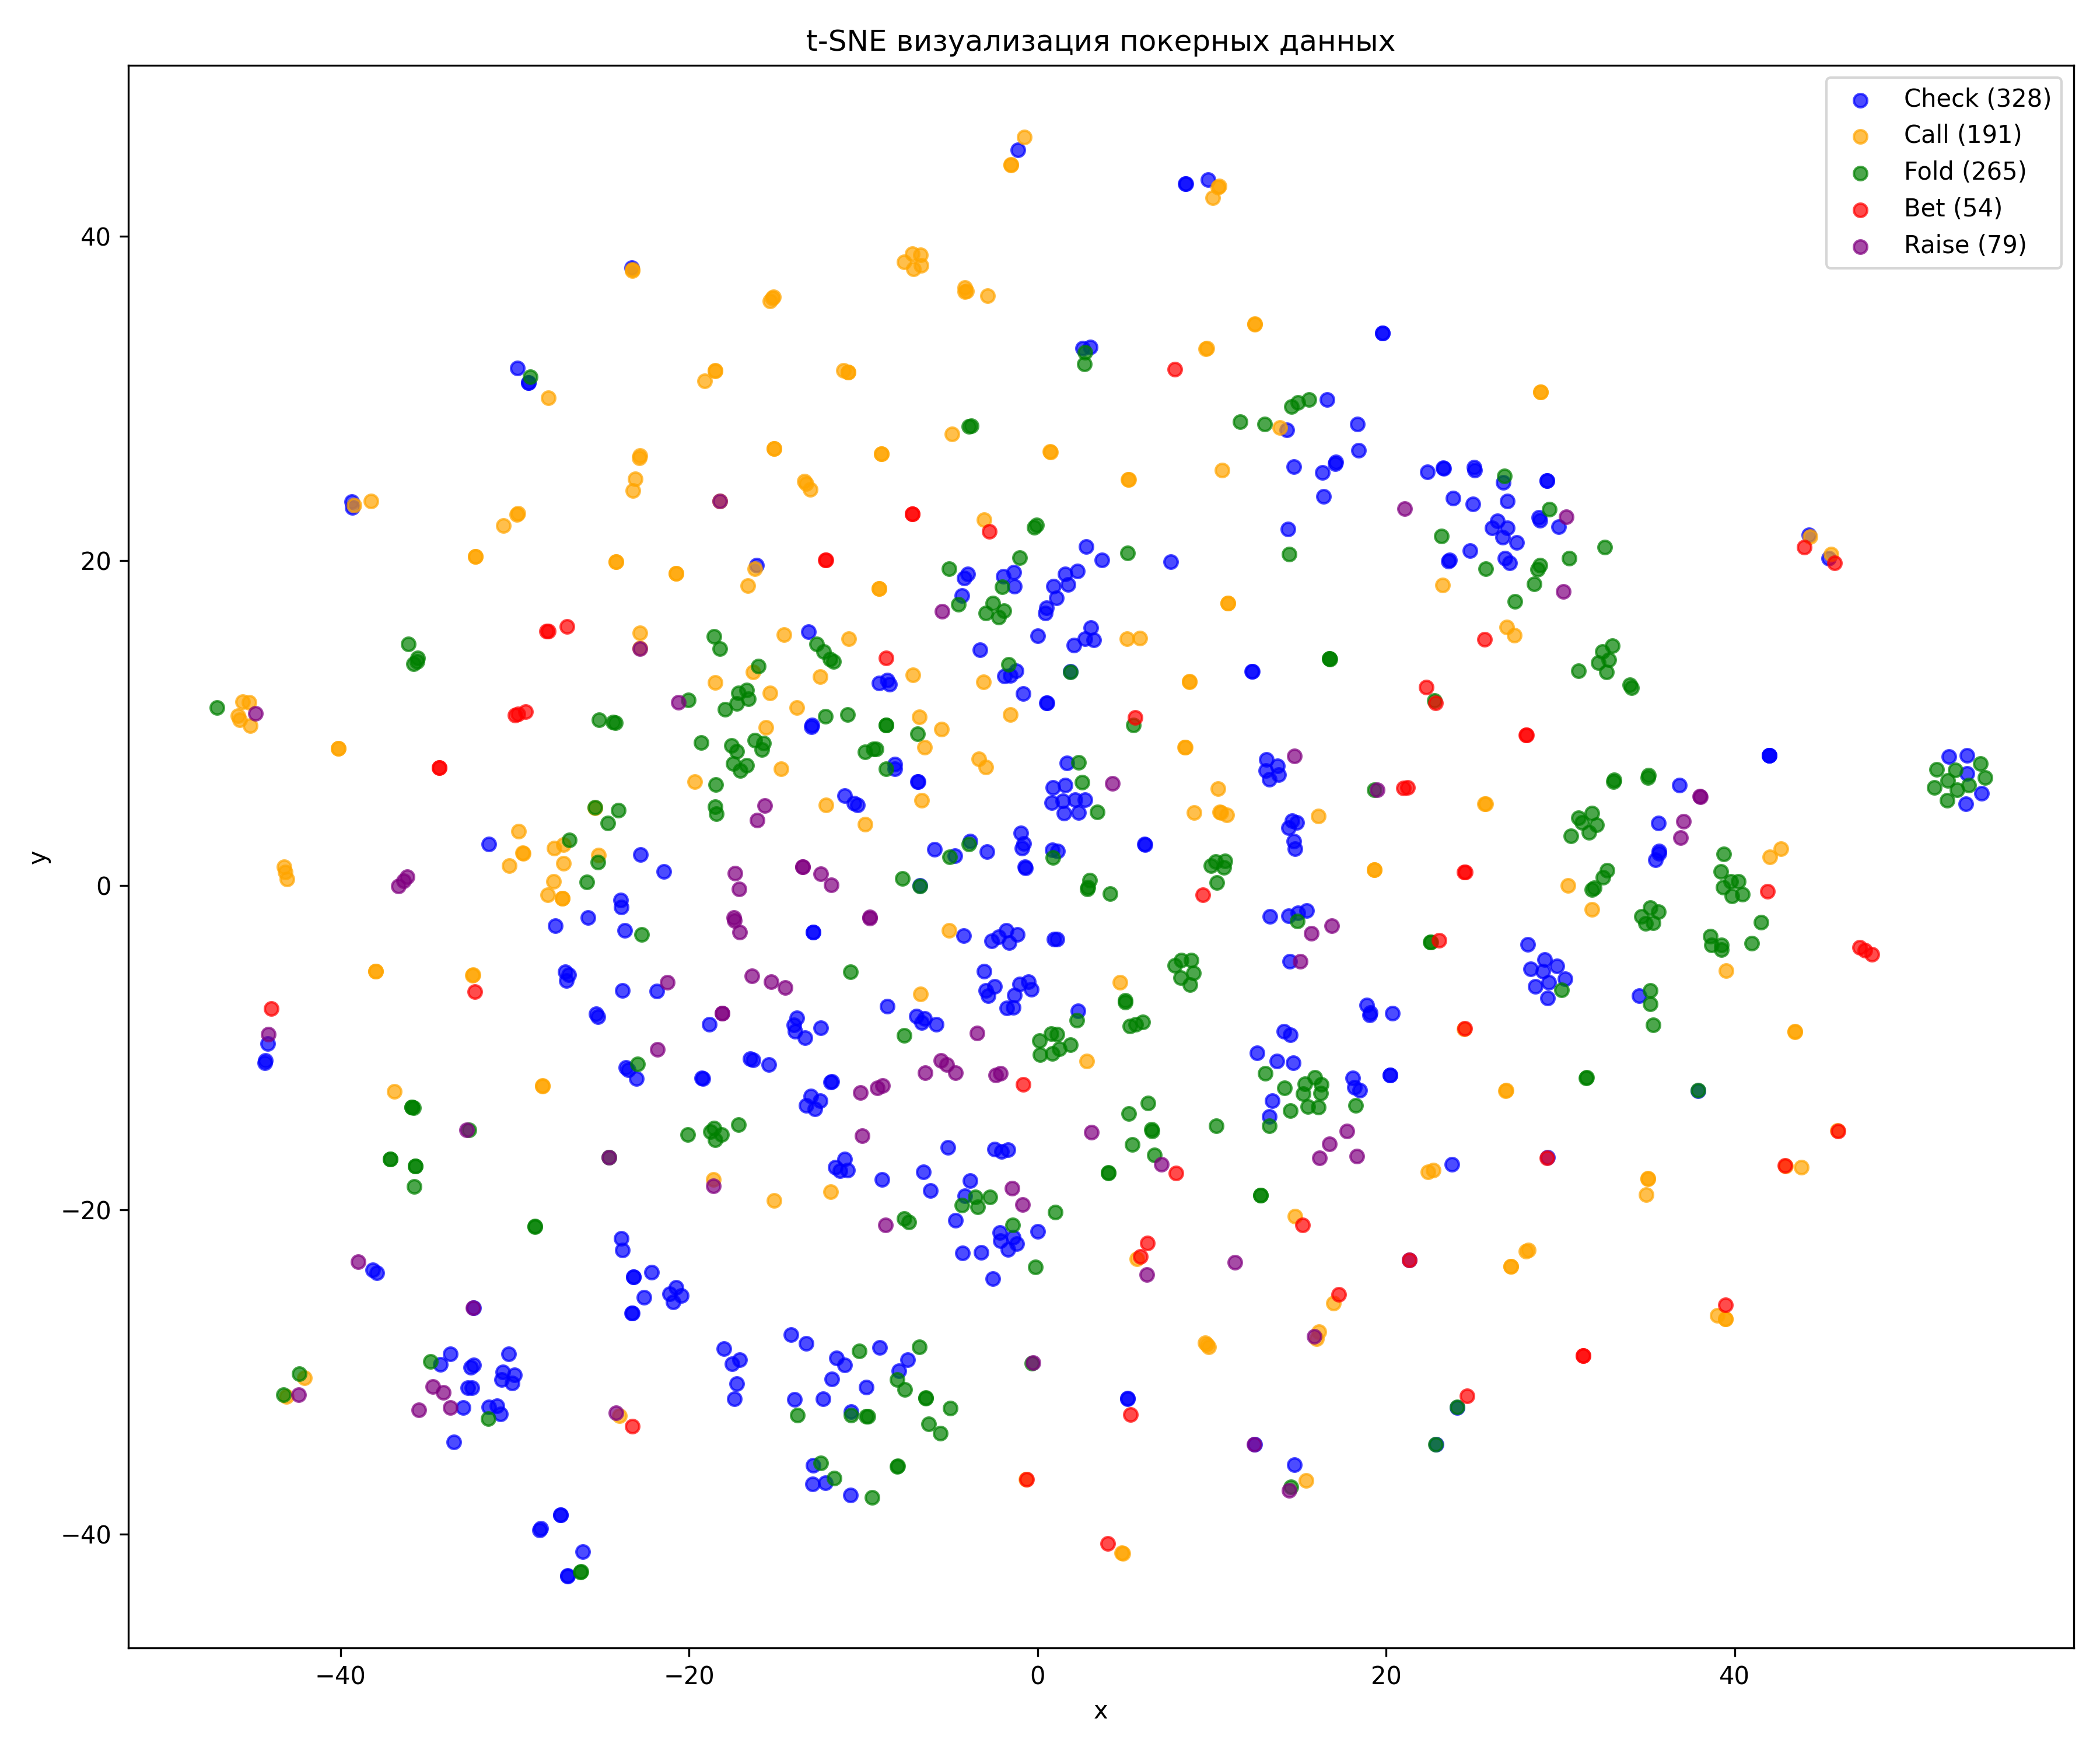 t-SNE визуализация покерных данных
Check (328)
Call (191)
Fold (265)
Bet (54)
Raise (79)
40
20
0
−20
−40
y
−40
−20
0
20
40
x